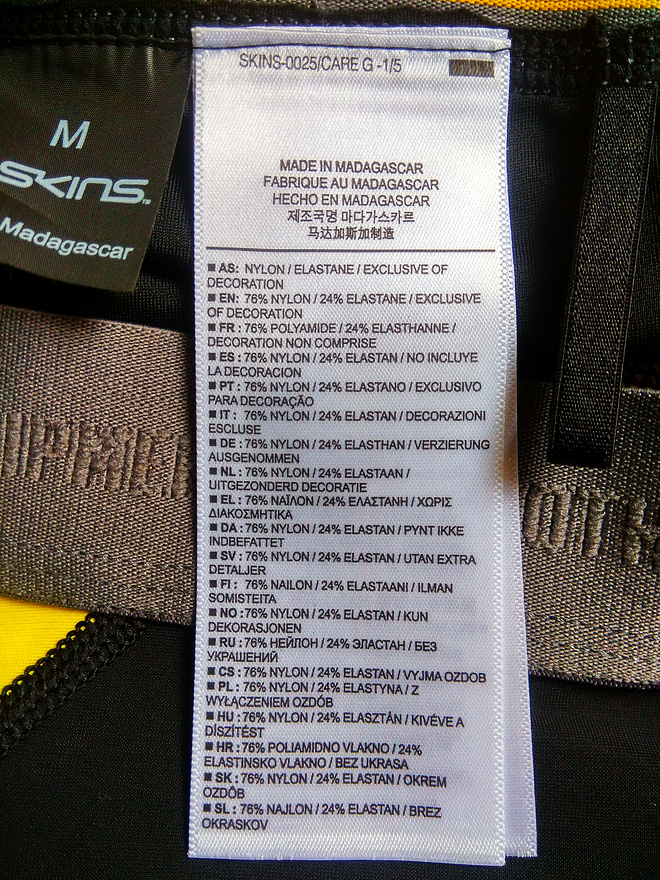 M
SKINS™
Madagascar
SKINS-0025/CARE G -1/5
MADE IN MADAGASCAR
FABRIQUE AU MADAGASCAR
HECHO EN MADAGASCAR
제조국명 마다가스카르
马达加斯加制造
■ AS: NYLON / ELASTANE / EXCLUSIVE OF
DECORATION
■ EN: 76% NYLON / 24% ELASTANE / EXCLUSIVE
OF DECORATION
■ FR : 76% POLYAMIDE / 24% ELASTHANNE /
DECORATION NON COMPRISE
■ ES : 76% NYLON / 24% ELASTAN / NO INCLUYE
LA DECORACION
■ PT : 76% NYLON / 24% ELASTANO / EXCLUSIVO
PARA DECORAÇÃO
■ IT : 76% NYLON / 24% ELASTAN / DECORAZIONI
ESCLUSE
■ DE : 76% NYLON / 24% ELASTHAN / VERZIERUNG
AUSGENOMMEN
■ NL : 76% NYLON / 24% ELASTAAN /
UITGEZONDERD DECORATIE
■ EL : 76% ΝΑΪΛΟΝ / 24% ΕΛΑΣΤΑΝΗ / ΧΩΡΙΣ
ΔΙΑΚΟΣΜΗΤΙΚΑ
■ DA : 76% NYLON / 24% ELASTAN / PYNT IKKE
INDBEFATTET
■ SV : 76% NYLON / 24% ELASTAN / UTAN EXTRA
DETALJER
■ FI : 76% NAILON / 24% ELASTAANI / ILMAN
SOMISTEITA
■ NO : 76% NYLON / 24% ELASTAN / KUN
DEKORASJONEN
■ RU : 76% НЕЙЛОН / 24% ЭЛАСТАН / БЕЗ
УКРАШЕНИЙ
■ CS : 76% NYLON / 24% ELASTAN / VYJMA OZDOB
■ PL : 76% NYLON / 24% ELASTYNA / Z
WYŁĄCZENIEM OZDÓB
■ HU : 76% NYLON / 24% ELASZTÁN / KIVÉVE A
DÍSZÍTÉST
■ HR : 76% POLIAMIDNO VLAKNO / 24%
ELASTINSKO VLAKNO / BEZ UKRASA
■ SK : 76% NYLON / 24% ELASTAN / OKREM
OZDÔB
■ SL : 76% NAJLON / 24% ELASTAN / BREZ
OKRASKOV